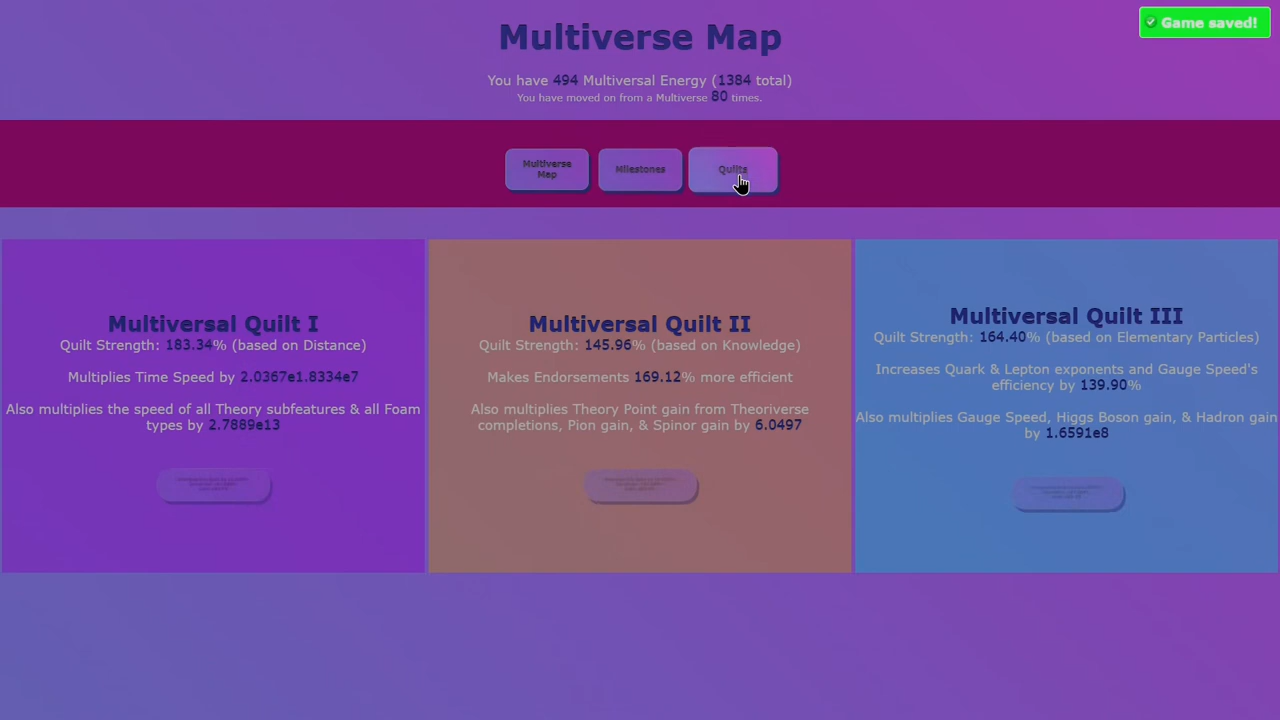 Game saved!
Multiverse Map
You have 494 Multiversal Energy (1384 total)
You have moved on from a Multiverse 80 times.
Multiverse
Map
Milestones
Quilts
Multiversal Quilt I
Quilt Strength: 183.34% (based on Distance)
Multiplies Time Speed by 2.0367e1.8334e7
Also multiplies the speed of all Theory subfeatures & all Foam
types by 2.7889e13
Multiversal Quilt II
Quilt Strength: 145.96% (based on Knowledge)
Makes Endorsements 169.12% more efficient
Also multiplies Theory Point gain from Theoriverse
completions, Pion gain, & Spinor gain by 6.0497
Multiversal Quilt III
Quilt Strength: 164.40% (based on Elementary Particles)
Increases Quark & Lepton exponents and Gauge Speed's
efficiency by 139.90%
Also multiplies Gauge Speed, Higgs Boson gain, & Hadron gain
by 1.6591e8